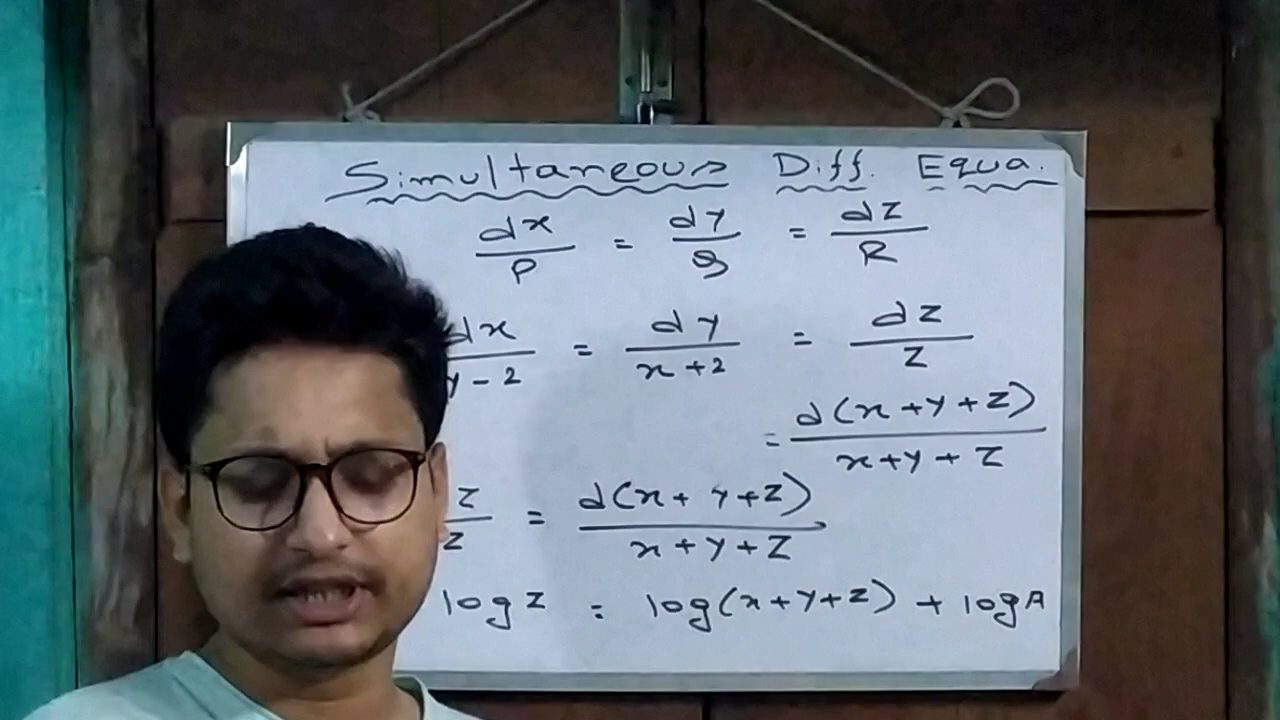 Simultaneous Diff. Equa.
dx/P = dy/Q = dz/R
dx/y-2 = dy/x+2 = dz/z
= d(x+y+z)/x+y+z
z/z = d(x+y+z)/x+y+z
log z = log(x+y+z) + log A